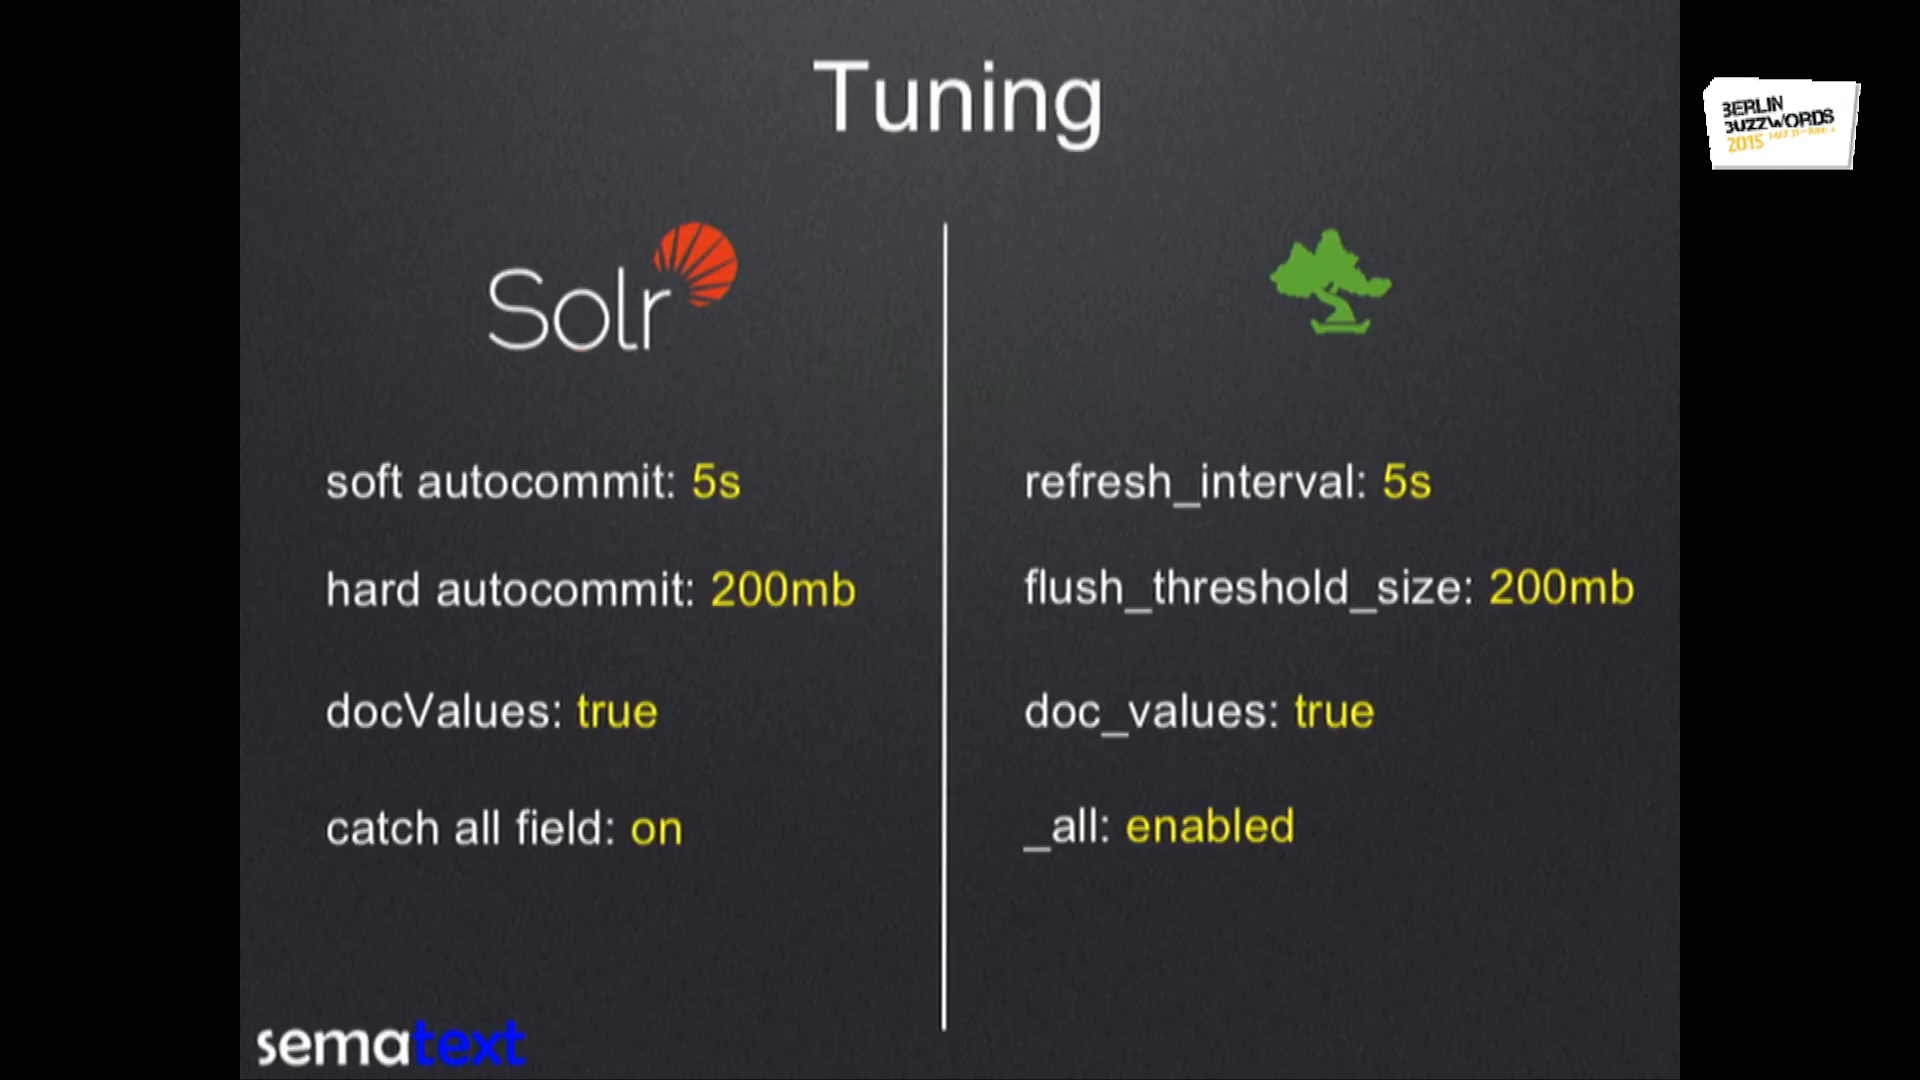 Tuning
Solr
soft autocommit: 5s
hard autocommit: 200mb
docValues: true
catch all field: on
refresh_interval: 5s
flush_threshold_size: 200mb
doc_values: true
_all: enabled
sematext
BERLIN
BUZZWORDS
2015